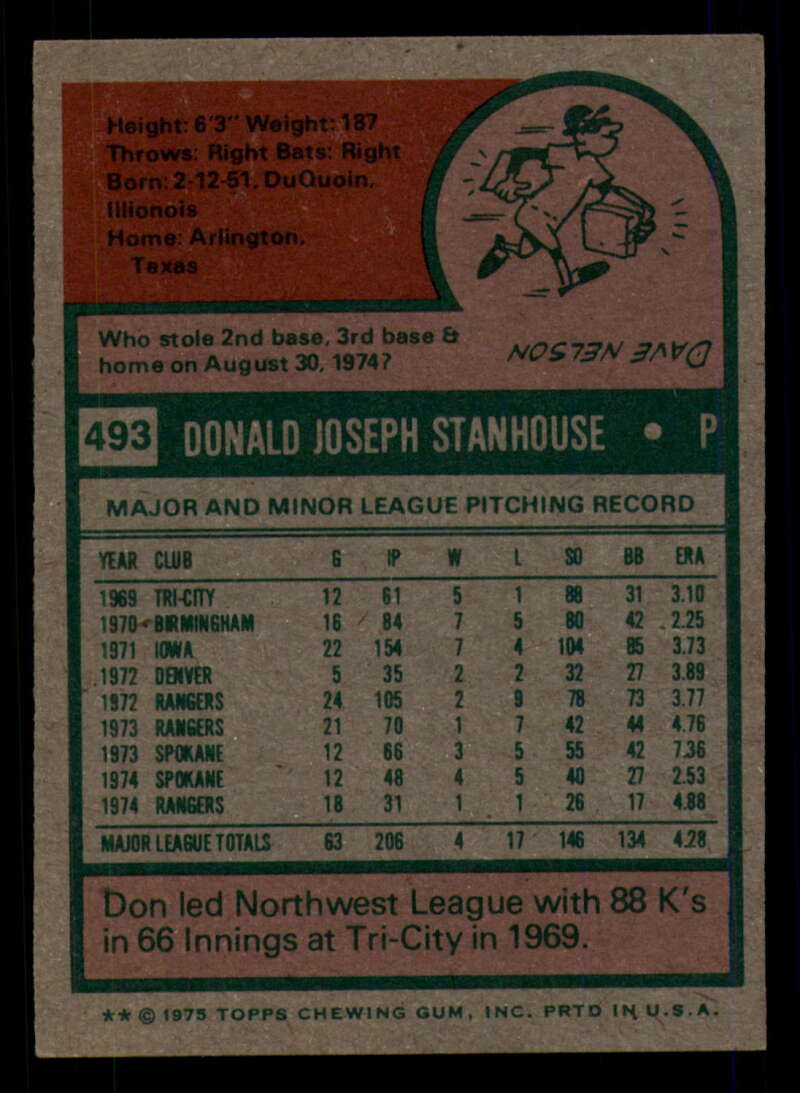 Height: 6'3" Weight: 187
Throws: Right Bats: Right
Born: 2-12-51, DuQuoin,
Illionois
Home: Arlington,
Texas
Who stole 2nd base, 3rd base &
home on August 30, 1974?
DAVE NELSON
493 DONALD JOSEPH STANHOUSE • P
MAJOR AND MINOR LEAGUE PITCHING RECORD
YEAR CLUB G IP W L SO BB ERA
1969 TRI-CITY 12 61 5 1 88 31 3.10
1970 BIRMINGHAM 16 84 7 5 80 42 2.25
1971 IOWA 22 154 7 4 104 85 3.73
1972 DENVER 5 35 2 2 32 27 3.89
1972 RANGERS 24 105 2 9 78 73 3.77
1973 RANGERS 21 70 1 7 42 44 4.76
1973 SPOKANE 12 66 3 5 55 42 7.36
1974 SPOKANE 12 48 4 5 40 27 2.53
1974 RANGERS 18 31 1 1 26 17 4.88
MAJOR LEAGUE TOTALS 63 206 4 17 146 134 4.28
Don led Northwest League with 88 K's
in 66 Innings at Tri-City in 1969.
** © 1975 TOPPS CHEWING GUM, INC. PRTD IN U.S.A.